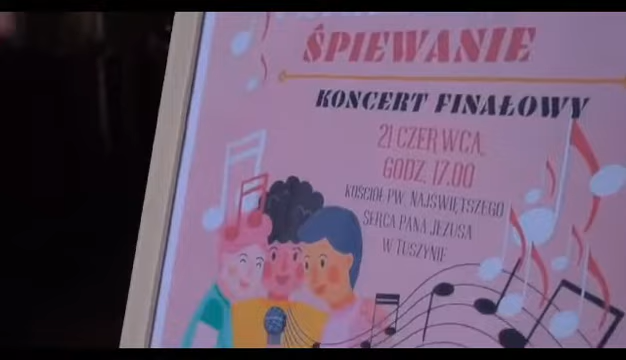 ŚPIEWANIE
KONCERT FINAŁOWY
21 CZERWCA,
GODZ. 17.00
KOŚCIÓŁ PW. NAJŚWIĘTSZEGO
SERCA PANA JEZUSA
W TUSZYNIE